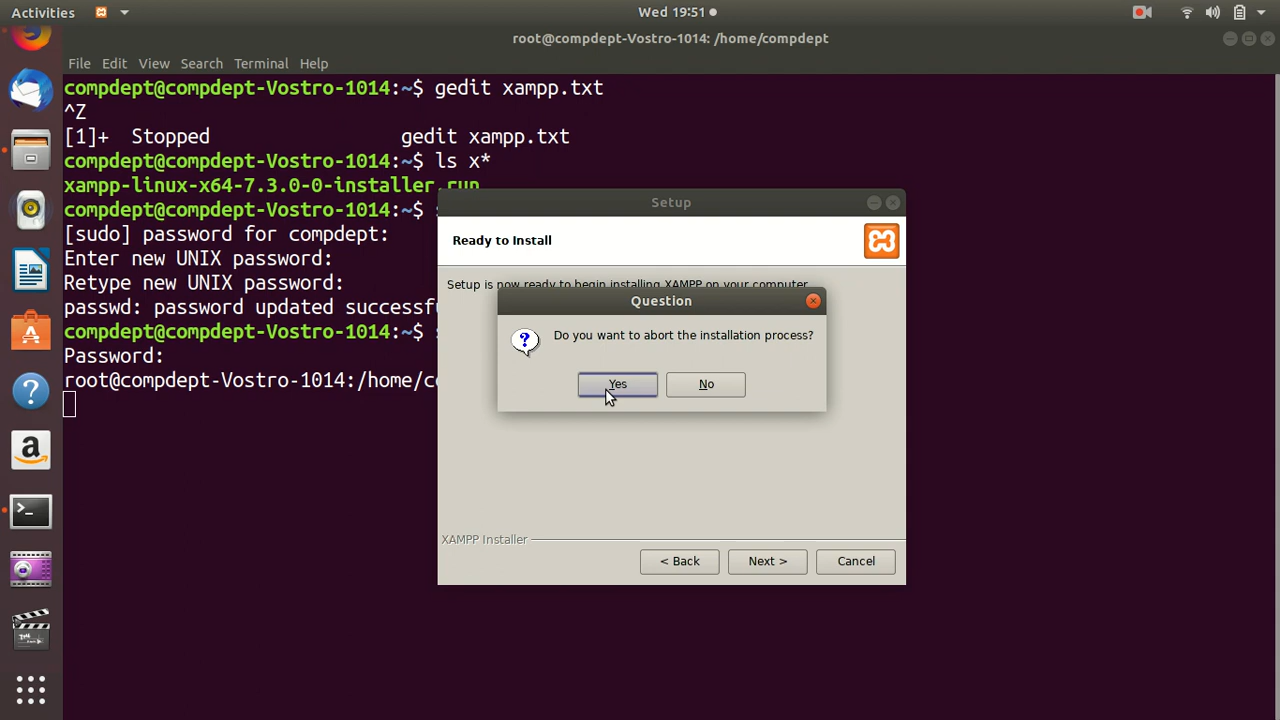 Activities
Wed 19:51
root@compdept-Vostro-1014: /home/compdept
File Edit View Search Terminal Help
compdept@compdept-Vostro-1014:~$ gedit xampp.txt
^Z
[1]+ Stopped gedit xampp.txt
compdept@compdept-Vostro-1014:~$ ls x*
xampp-linux-x64-7.3.0-0-installer.run
compdept@compdept-Vostro-1014:~$
[sudo] password for compdept:
Enter new UNIX password:
Retype new UNIX password:
passwd: password updated successf
compdept@compdept-Vostro-1014:~$
Password:
root@compdept-Vostro-1014:/home/c
Setup
Ready to Install
Setup is now ready to begin installing XAMPP on your computer.
Question
Do you want to abort the installation process?
Yes No
XAMPP Installer
< Back Next > Cancel